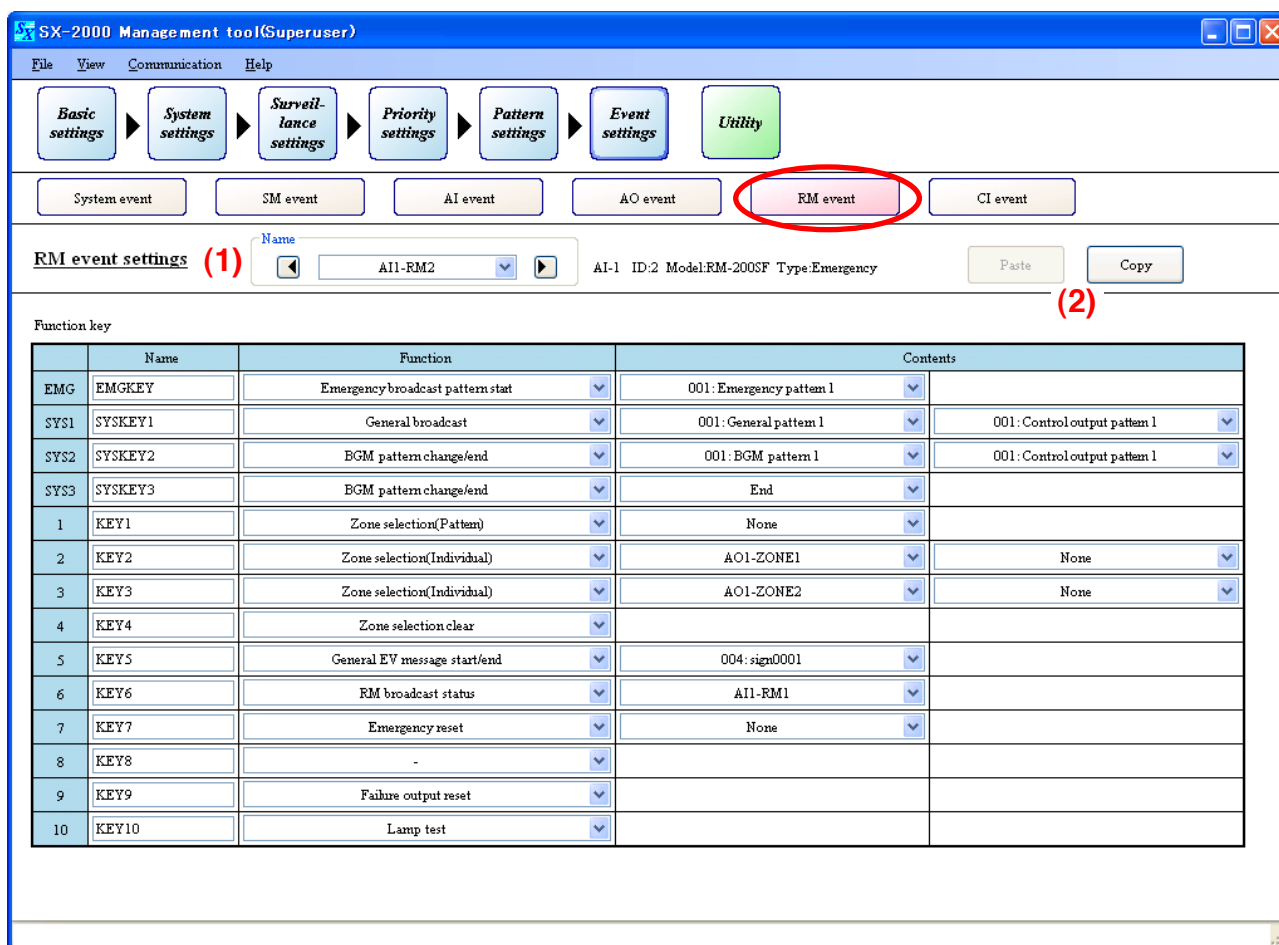 SX SX-2000 Management tool(Superuser)
File View Communication Help
Basic settings
System settings
Surveil-
lance
settings
Priority settings
Pattern settings
Event settings
Utility
System event SM event AI event AO event RM event CI event
RM event settings (1) Name AI1-RM2 AI-1 ID:2 Model:RM-200SF Type:Emergency Paste Copy
(2)
Function key
Name Function Contents
EMG EMGKEY Emergency broadcast pattern start 001: Emergency pattern 1
SYS1 SYSKEY1 General broadcast 001: General pattern 1 001: Control output pattern 1
SYS2 SYSKEY2 BGM pattern change/end 001: BGM pattern 1 001: Control output pattern 1
SYS3 SYSKEY3 BGM pattern change/end End
1 KEY1 Zone selection(Pattern) None
2 KEY2 Zone selection(Individual) AO1-ZONE1 None
3 KEY3 Zone selection(Individual) AO1-ZONE2 None
4 KEY4 Zone selection clear
5 KEY5 General EV message start/end 004: sign0001
6 KEY6 RM broadcast status AI1-RM1
7 KEY7 Emergency reset None
8 KEY8 -
9 KEY9 Failure output reset
10 KEY10 Lamp test